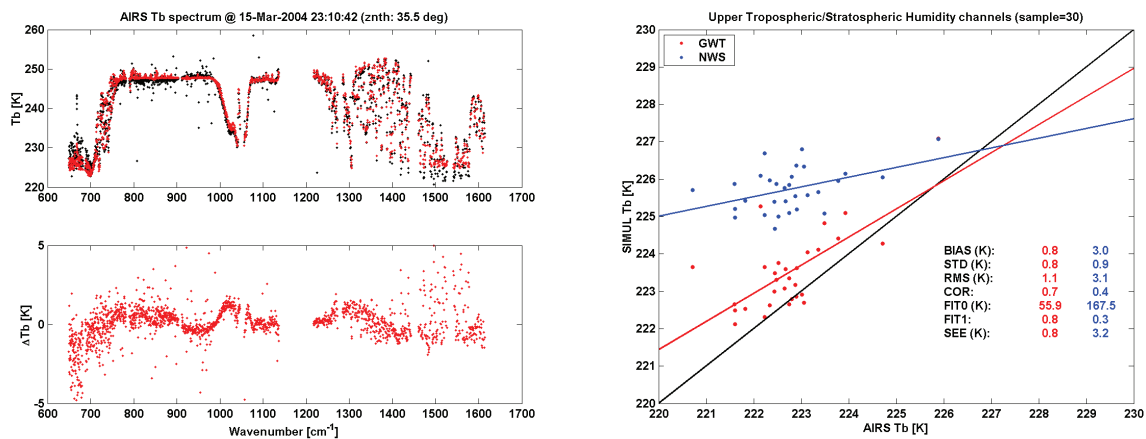 AIRS Tb spectrum @ 15-Mar-2004 23:10:42 (znth: 35.5 deg)
260
250
240
230
220
Tb [K]
600 700 800 900 1000 1100 1200 1300 1400 1500 1600 1700
5
0
-5
ΔTb [K]
600 700 800 900 1000 1100 1200 1300 1400 1500 1600 1700
Wavenumber [cm-1]
Upper Tropospheric/Stratospheric Humidity channels (sample=30)
GWT
NWS
230
229
228
227
226
225
224
223
222
221
220
SIMUL Tb [K]
BIAS (K): 0.8 3.0
STD (K): 0.8 0.9
RMS (K): 1.1 3.1
COR: 0.7 0.4
FIT0 (K): 55.9 167.5
FIT1: 0.8 0.3
SEE (K): 0.8 3.2
220 221 222 223 224 225 226 227 228 229 230
AIRS Tb [K]